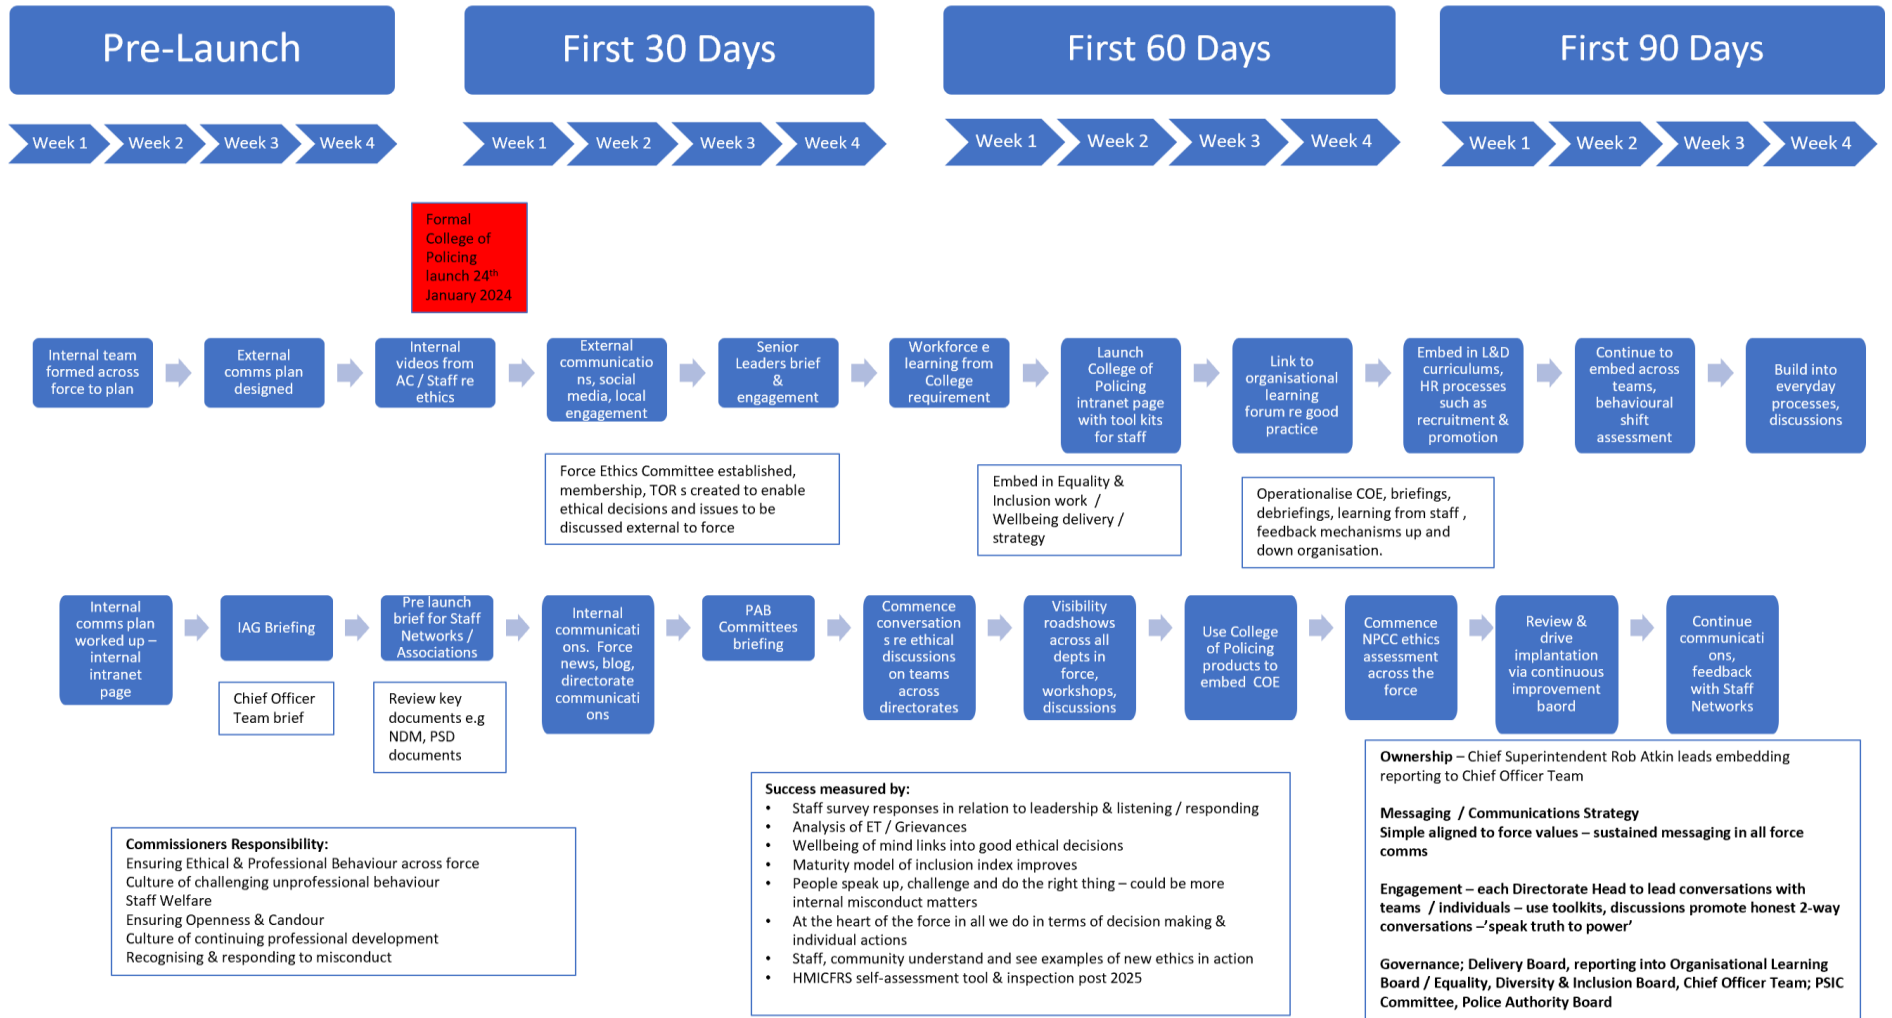 Pre-Launch
First 30 Days
First 60 Days
First 90 Days
Week 1
Week 2
Week 3
Week 4
Week 1
Week 2
Week 3
Week 4
Week 1
Week 2
Week 3
Week 4
Week 1
Week 2
Week 3
Week 4
Formal
College of
Policing
launch 24th
January 2024
Internal team
formed across
force to plan
External
comms plan
designed
Internal
videos from
AC / Staff re
ethics
External
communicatio
ns, social
media, local
engagement
Senior
Leaders brief
&
engagement
Workforce e
learning from
College
requirement
Launch
College of
Policing
intranet page
with tool kits
for staff
Link to
organisational
learning
forum re good
practice
Embed in L&D
curriculums,
HR processes
such as
recruitment &
promotion
Continue to
embed across
teams,
behavioural
shift
assessment
Build into
everyday
processes,
discussions
Force Ethics Committee established,
membership, TOR s created to enable
ethical decisions and issues to be
discussed external to force
Embed in Equality &
Inclusion work  /
Wellbeing delivery /
strategy
Operationalise COE, briefings,
debriefings, learning from staff ,
feedback mechanisms up and
down organisation.
Internal
comms plan
worked up –
internal
intranet
page
IAG Briefing
Pre launch
brief for Staff
Networks /
Associations
Internal
communicati
ons.  Force
news, blog,
directorate
communicati
ons
PAB
Committees
briefing
Commence
conversation
s re ethical
discussions
on teams
across
directorates
Visibility
roadshows
across all
depts in
force,
workshops,
discussions
Use College
of Policing
products to
embed  COE
Commence
NPCC ethics
assessment
across the
force
Review &
drive
implantation
via continuous
improvement
baord
Continue
communicati
ons,
feedback
with Staff
Networks
Chief Officer
Team brief
Review key
documents e.g
NDM, PSD
documents
Commissioners Responsibility:
Ensuring Ethical & Professional Behaviour across force
Culture of challenging unprofessional behaviour
Staff Welfare
Ensuring Openness & Candour
Culture of continuing professional development
Recognising & responding to misconduct
Success measured by:
• Staff survey responses in relation to leadership & listening / responding
• Analysis of ET / Grievances
• Wellbeing of mind links into good ethical decisions
• Maturity model of inclusion index improves
• People speak up, challenge and do the right thing – could be more
internal misconduct matters
• At the heart of the force in all we do in terms of decision making &
individual actions
• Staff, community understand and see examples of new ethics in action
• HMICFRS self-assessment tool & inspection post 2025
Ownership – Chief Superintendent Rob Atkin leads embedding
reporting to Chief Officer Team
Messaging  / Communications Strategy
Simple aligned to force values – sustained messaging in all force
comms
Engagement – each Directorate Head to lead conversations with
teams  / individuals – use toolkits, discussions promote honest 2-way
conversations –‘speak truth to power’
Governance; Delivery Board, reporting into Organisational Learning
Board / Equality, Diversity & Inclusion Board, Chief Officer Team; PSIC
Committee, Police Authority Board